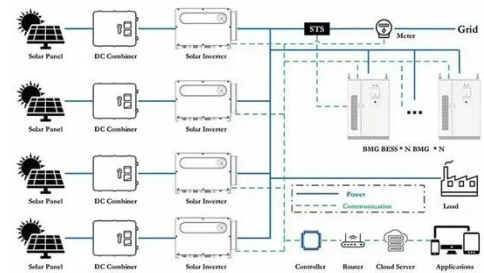 STS
Meter
Grid
Solar Panel
DC Combiner
Solar Inverter
Solar Panel
DC Combiner
Solar Inverter
BMG BESS * N BMG * N
Solar Panel
DC Combiner
Solar Inverter
Power
Communication
Load
Solar Panel
DC Combiner
Solar Inverter
Controller
Router
Cloud Server
Applications